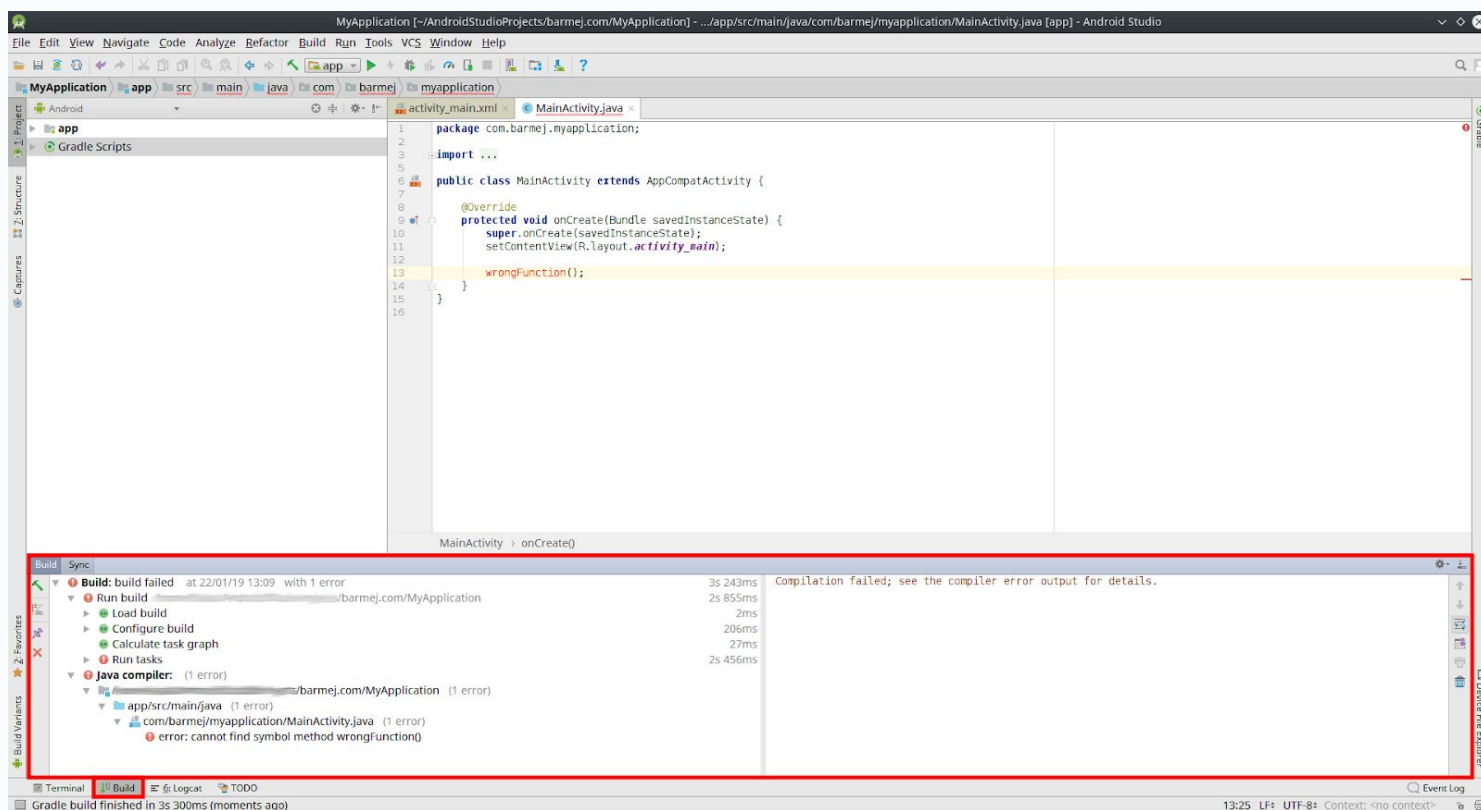 MyApplication [~/AndroidStudioProjects/barmej.com/MyApplication] - .../app/src/main/java/com/barmej/myapplication/MainActivity.java [app] - Android Studio
File Edit View Navigate Code Analyze Refactor Build Run Tools VCS Window Help
app
MyApplication app src main java com barmej myapplication
Android
activity_main.xml MainActivity.java
1: Project
2: Structure
Captures
2: Favorites
Build Variants
Gradle
Device File Explorer
app
Gradle Scripts
1 package com.barmej.myapplication;
2
3 import ...
5
6 public class MainActivity extends AppCompatActivity {
7
8 @Override
9 protected void onCreate(Bundle savedInstanceState) {
10 super.onCreate(savedInstanceState);
11 setContentView(R.layout.activity_main);
12
13 wrongFunction();
14 }
15 }
16
MainActivity > onCreate()
Build Sync
Build: build failed at 22/01/19 13:09 with 1 error 3s 243ms
Run build /barmej.com/MyApplication 2s 855ms
Load build 2ms
Configure build 206ms
Calculate task graph 27ms
Run tasks 2s 456ms
Java compiler: (1 error)
/barmej.com/MyApplication (1 error)
app/src/main/java (1 error)
com/barmej/myapplication/MainActivity.java (1 error)
error: cannot find symbol method wrongFunction()
Compilation failed; see the compiler error output for details.
Terminal Build 6: Logcat TODO Event Log
Gradle build finished in 3s 300ms (moments ago) 13:25 LF÷ UTF-8÷ Context: <no context>